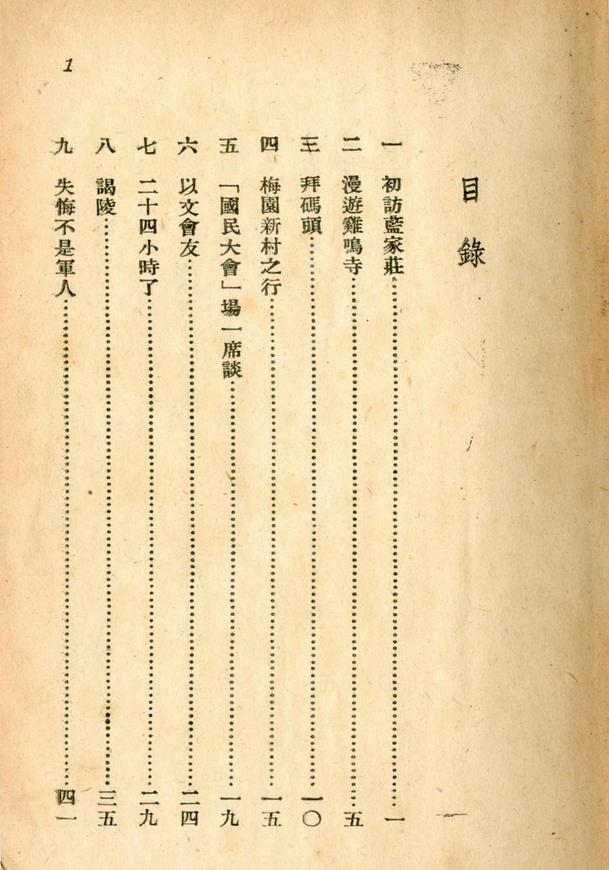 目錄
一 初訪藍家莊……一
二 漫遊雞鳴寺……五
三 拜碼頭……一〇
四 梅園新村之行……一五
五 「國民大會」場一席談……一九
六 以文會友……二四
七 二十四小時了……二九
八 謁陵……三五
九 失悔不是軍人……四一
1